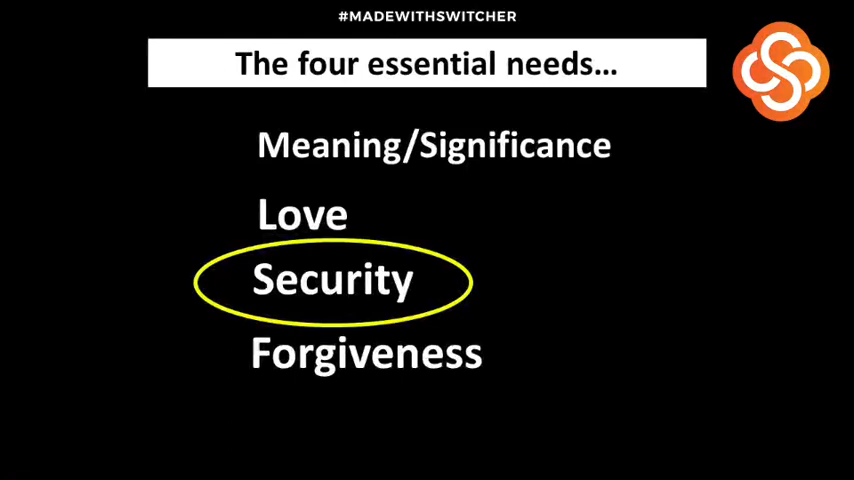 #MADEWITHSWITCHER
The four essential needs...
Meaning/Significance
Love
Security
Forgiveness